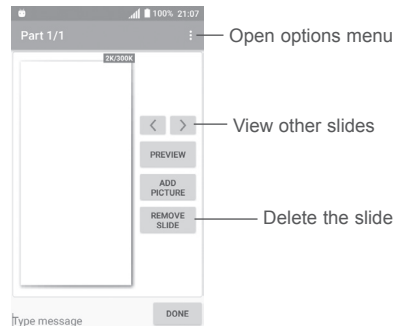 100% 21:07
Part 1/1
Open options menu
2K/300K
View other slides
PREVIEW
ADD
PICTURE
REMOVE
SLIDE
Delete the slide
Type message
DONE